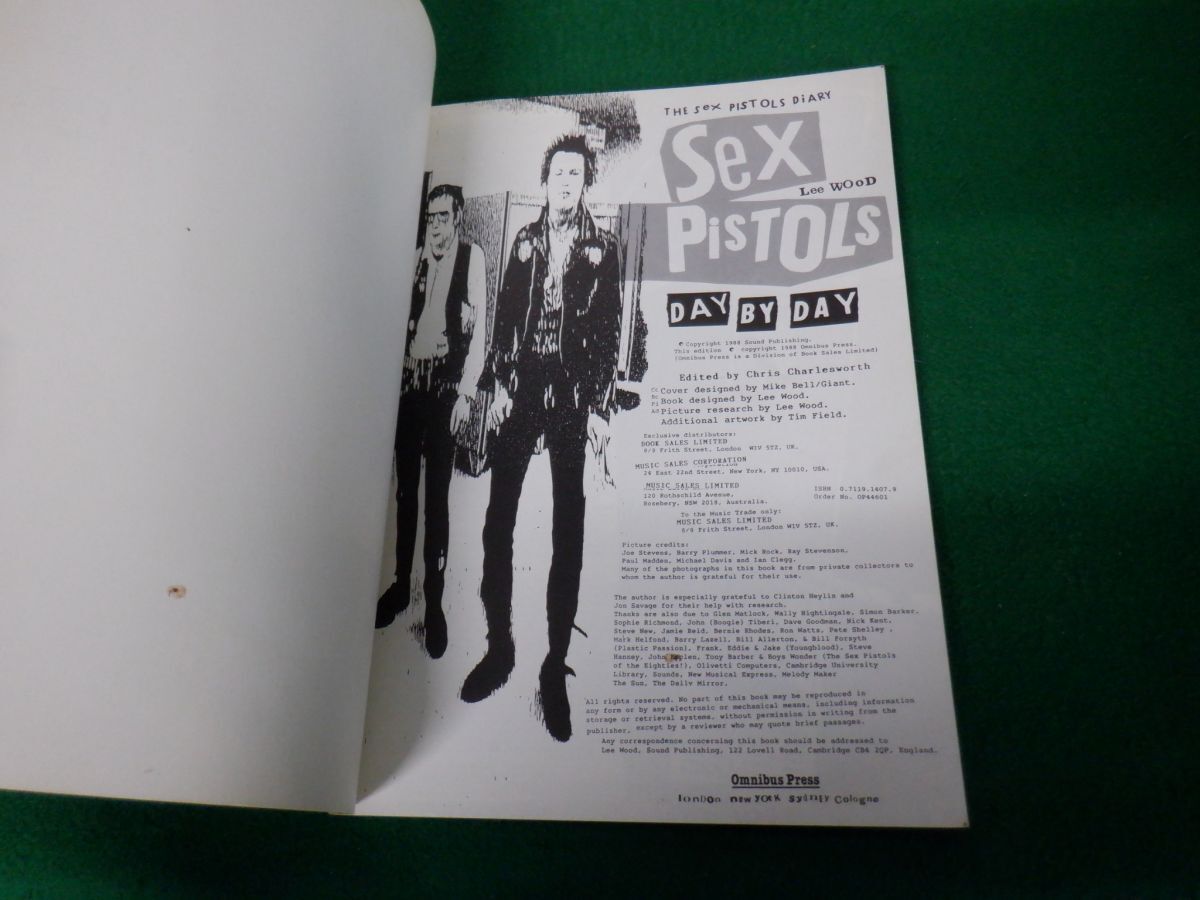 THE SEX PISTOLS DiARY
SeX
Lee WOoD
PiSTOLS
DAY BY DAY
© Copyright 1988 Sound Publishing.
This edition © copyright 1988 Omnibus Press.
(Omnibus Press is a Division of Book Sales Limited)
Edited by Chris Charlesworth
Cover designed by Mike Bell/Giant.
Book designed by Lee Wood.
Picture research by Lee Wood.
Additional artwork by Tim Field.
Exclusive distributors:
BOOK SALES LIMITED
8/9 Frith Street, London W1V 5TZ, UK.
MUSIC SALES CORPORATION
24 East 22nd Street, New York, NY 10010, USA.
MUSIC SALES LIMITED
120 Rothschild Avenue,
Rosebery, NSW 2018, Australia.
ISBN 0.7119.1407.9
Order No. OP44601
To the Music Trade only:
MUSIC SALES LIMITED
8/9 Frith Street, London W1V 5TZ, UK.
Picture credits:
Joe Stevens, Barry Plummer, Mick Rock, Ray Stevenson,
Paul Madden, Michael Davis and Ian Clegg.
Many of the photographs in this book are from private collectors to
whom the author is grateful for their use.
The author is especially grateful to Clinton Heylin and
Jon Savage for their help with research.
Thanks are also due to Glen Matlock, Wally Nightingale, Simon Barker,
Sophie Richmond, John (Boogie) Tiberi, Dave Goodman, Nick Kent,
Steve New, Jamie Reid, Bernie Rhodes, Ron Watts, Pete Shelley,
Mark Helfond, Barry Lazell, Bill Allerton, & Bill Forsyth
(Plastic Passion), Frank, Eddie & Jake (Youngblood), Steve
Hanney, John, Tony Barber & Boys Wonder (The Sex Pistols
of the Eighties!), Olivetti Computers, Cambridge University
Library, Sounds, New Musical Express, Melody Maker
The Sun, The Daily Mirror.
All rights reserved. No part of this book may be reproduced in
any form or by any electronic or mechanical means, including information
storage or retrieval systems, without permission in writing from the
publisher, except by a reviewer who may quote brief passages.
Any correspondence concerning this book should be addressed to
Lee Wood, Sound Publishing, 122 Lovell Road, Cambridge CB4 2QP, England.
Omnibus Press
lonDon new YoRk SydnEY Cologne